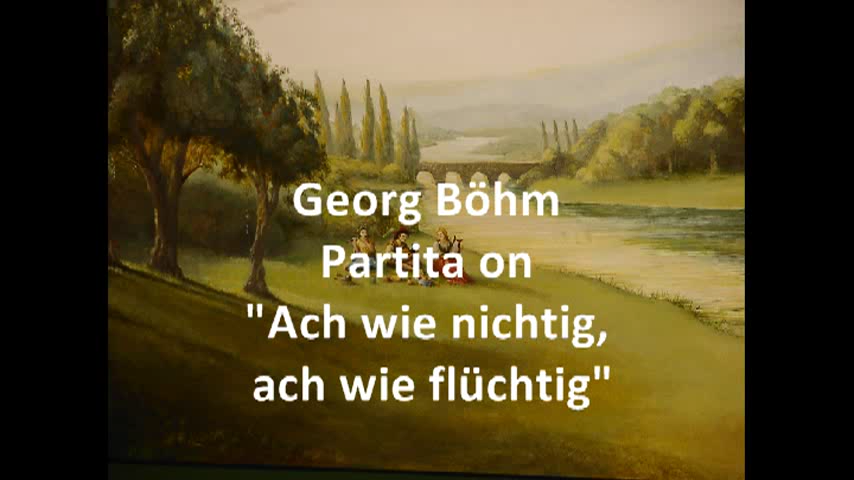 Georg Böhm
Partita on
"Ach wie nichtig,
ach wie flüchtig"